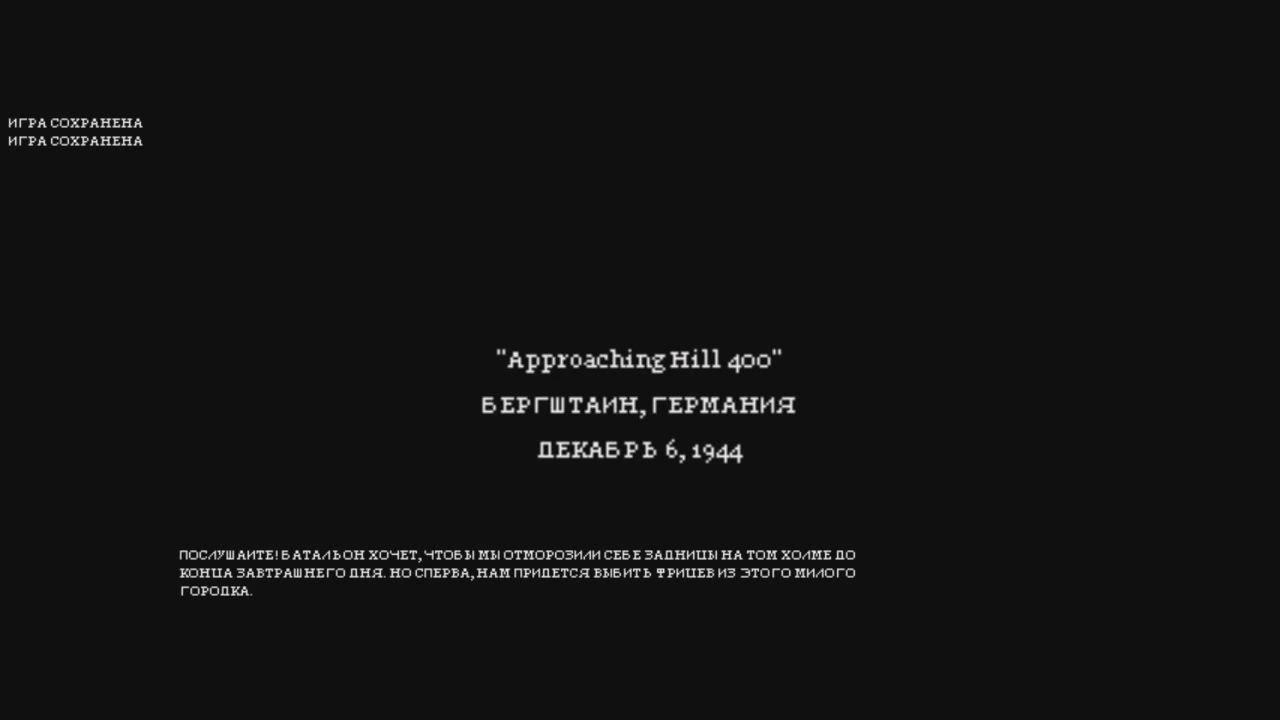 ИГРА СОХРАНЕНА
ИГРА СОХРАНЕНА
"Approaching Hill 400"
БЕРГШТАИН, ГЕРМАНИЯ
ДЕКАБРЬ 6, 1944
ПОСЛУШАИТЕ! БАТАЛЬОН ХОЧЕТ, ЧТОБЫ МЫ ОТМОРОЗИЛИ СЕБЕ ЗАДНИЦЫ НА ТОМ ХОЛМЕ ДО
КОНЦА ЗАВТРАШНЕГО ДНЯ. НО СПЕРВА, НАМ ПРИДЕТСЯ ВЫБИТЬ ФРИЦЕВ ИЗ ЭТОГО МИЛОГО
ГОРОДКА.